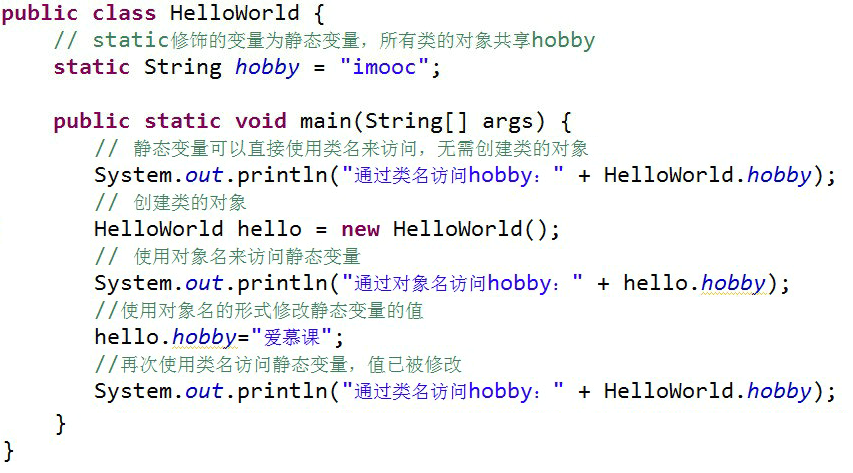 public class HelloWorld {
// static修饰的变量为静态变量，所有类的对象共享hobby
static String hobby = "imooc";
public static void main(String[] args) {
// 静态变量可以直接使用类名来访问，无需创建类的对象
System.out.println("通过类名访问hobby：" + HelloWorld.hobby);
// 创建类的对象
HelloWorld hello = new HelloWorld();
// 使用对象名来访问静态变量
System.out.println("通过对象名访问hobby：" + hello.hobby);
//使用对象名的形式修改静态变量的值
hello.hobby="爱慕课";
//再次使用类名访问静态变量，值已被修改
System.out.println("通过类名访问hobby：" + HelloWorld.hobby);
}
}